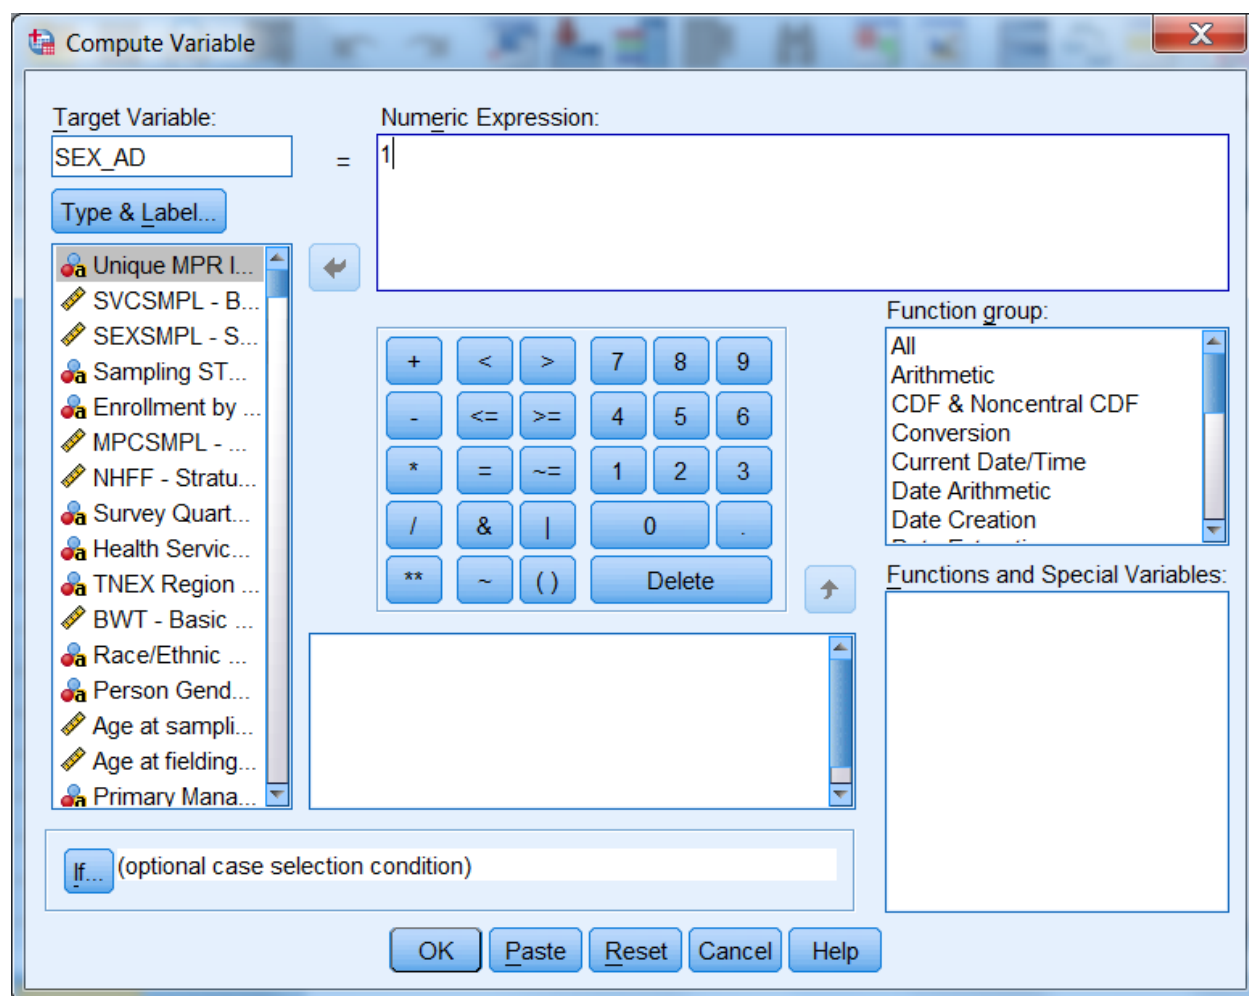 Compute Variable
X
Target Variable:
Numeric Expression:
SEX_AD
=
1
Type & Label...
Unique MPR I...
SVCSMPL - B...
SEXSMPL - S...
Sampling ST...
Enrollment by ...
MPCSMPL - ...
NHFF - Stratu...
Survey Quart...
Health Servic...
TNEX Region ...
BWT - Basic ...
Race/Ethnic ...
Person Gend...
Age at sampli...
Age at fielding...
Primary Mana...
+ < > 7 8 9
- <= >= 4 5 6
* = ~= 1 2 3
/ & | 0 .
** ~ ( ) Delete
Function group:
All
Arithmetic
CDF & Noncentral CDF
Conversion
Current Date/Time
Date Arithmetic
Date Creation
Functions and Special Variables:
If... (optional case selection condition)
OK Paste Reset Cancel Help